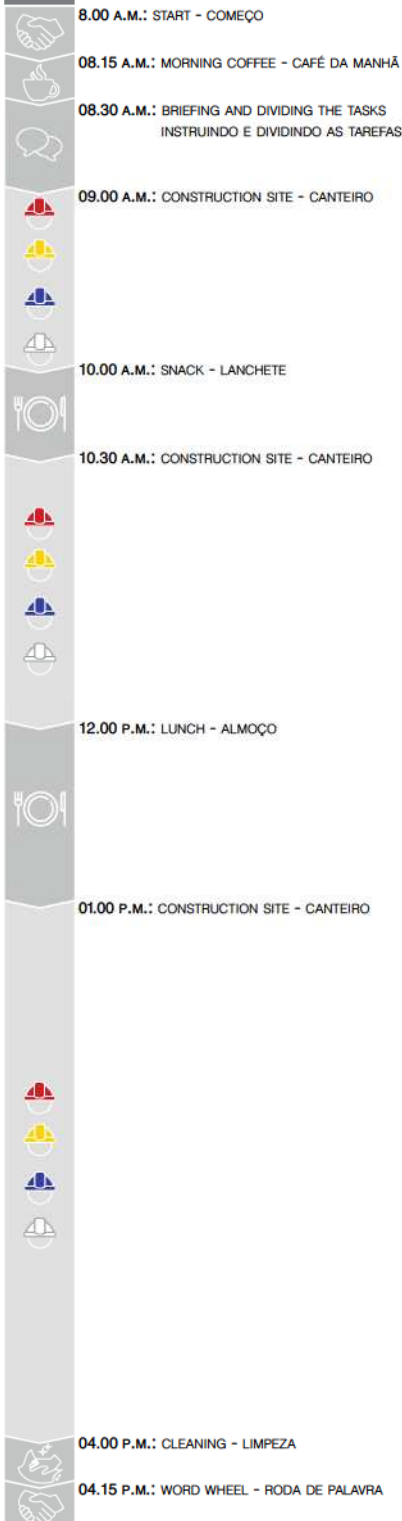 8.00 A.M.: START - COMEÇO
08.15 A.M.: MORNING COFFEE - CAFÉ DA MANHÃ
08.30 A.M.: BRIEFING AND DIVIDING THE TASKS
INSTRUINDO E DIVIDINDO AS TAREFAS
09.00 A.M.: CONSTRUCTION SITE - CANTEIRO
10.00 A.M.: SNACK - LANCHETE
10.30 A.M.: CONSTRUCTION SITE - CANTEIRO
12.00 P.M.: LUNCH - ALMOÇO
01.00 P.M.: CONSTRUCTION SITE - CANTEIRO
04.00 P.M.: CLEANING - LIMPEZA
04.15 P.M.: WORD WHEEL - RODA DE PALAVRA